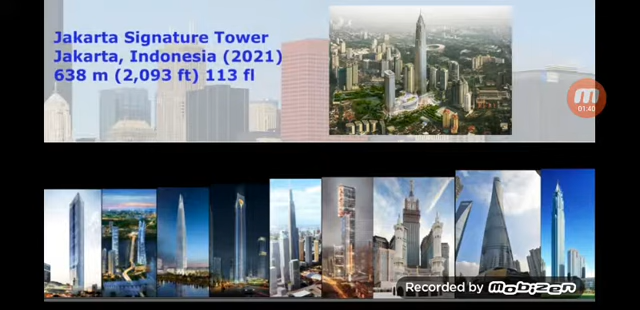 Jakarta Signature Tower
Jakarta, Indonesia (2021)
638 m (2,093 ft) 113 fl
01:40
Recorded by mobizen